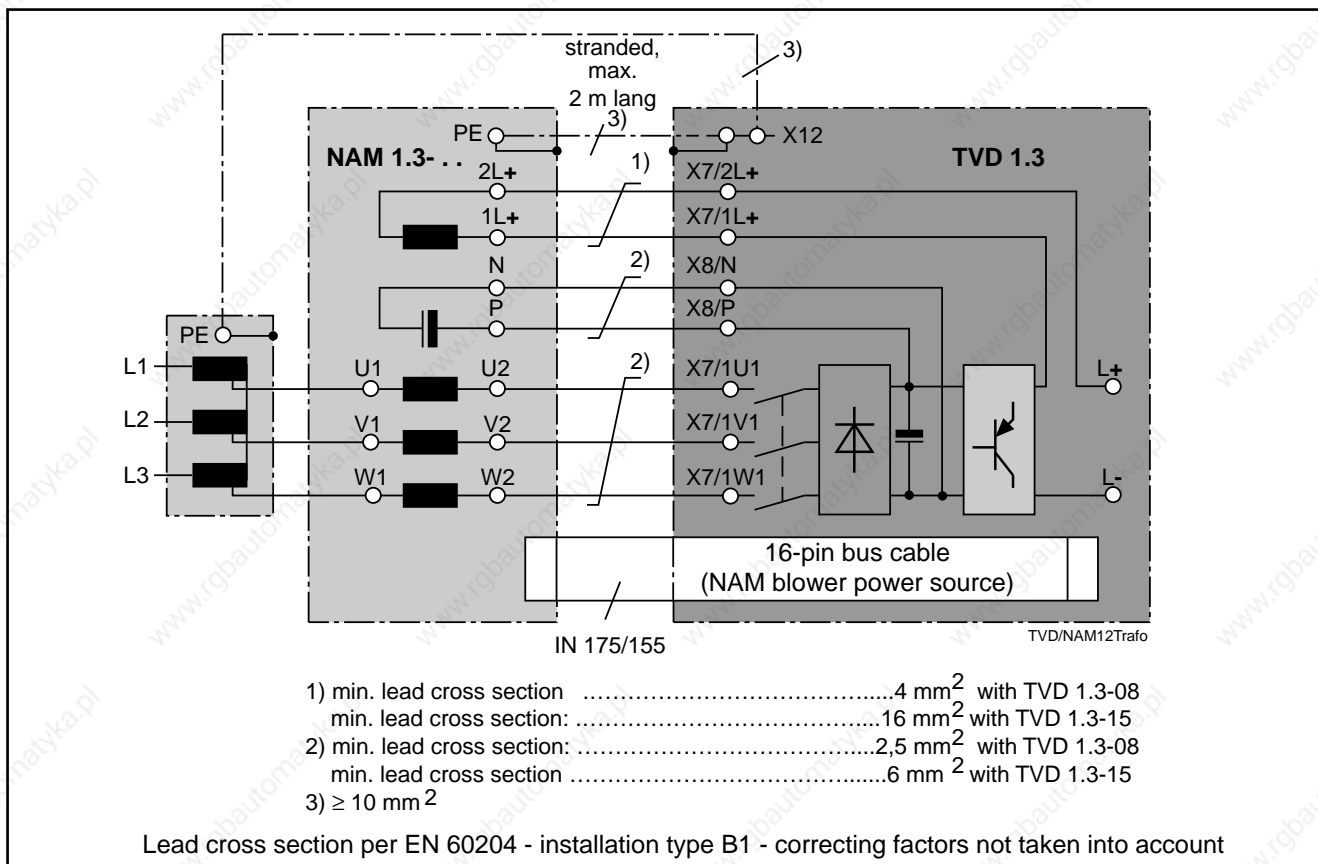 stranded,
max.
2 m lang
3)
3)
PE
X12
NAM 1.3- . .
TVD 1.3
1)
2L+
X7/2L+
1L+
X7/1L+
2)
N
X8/N
P
X8/P
PE
L1
U1
U2
2)
X7/1U1
L+
L2
V1
V2
X7/1V1
L3
W1
W2
X7/1W1
L-
16-pin bus cable
(NAM blower power source)
IN 175/155
TVD/NAM12Trafo
1) min. lead cross section ........................................4 mm2 with TVD 1.3-08
min. lead cross section: ........................................16 mm2 with TVD 1.3-15
2) min. lead cross section: ........................................2,5 mm2 with TVD 1.3-08
min. lead cross section ........................................6 mm 2 with TVD 1.3-15
3) ≥ 10 mm 2
Lead cross section per EN 60204 - installation type B1 - correcting factors not taken into account
www.rgbautomatyka.pl